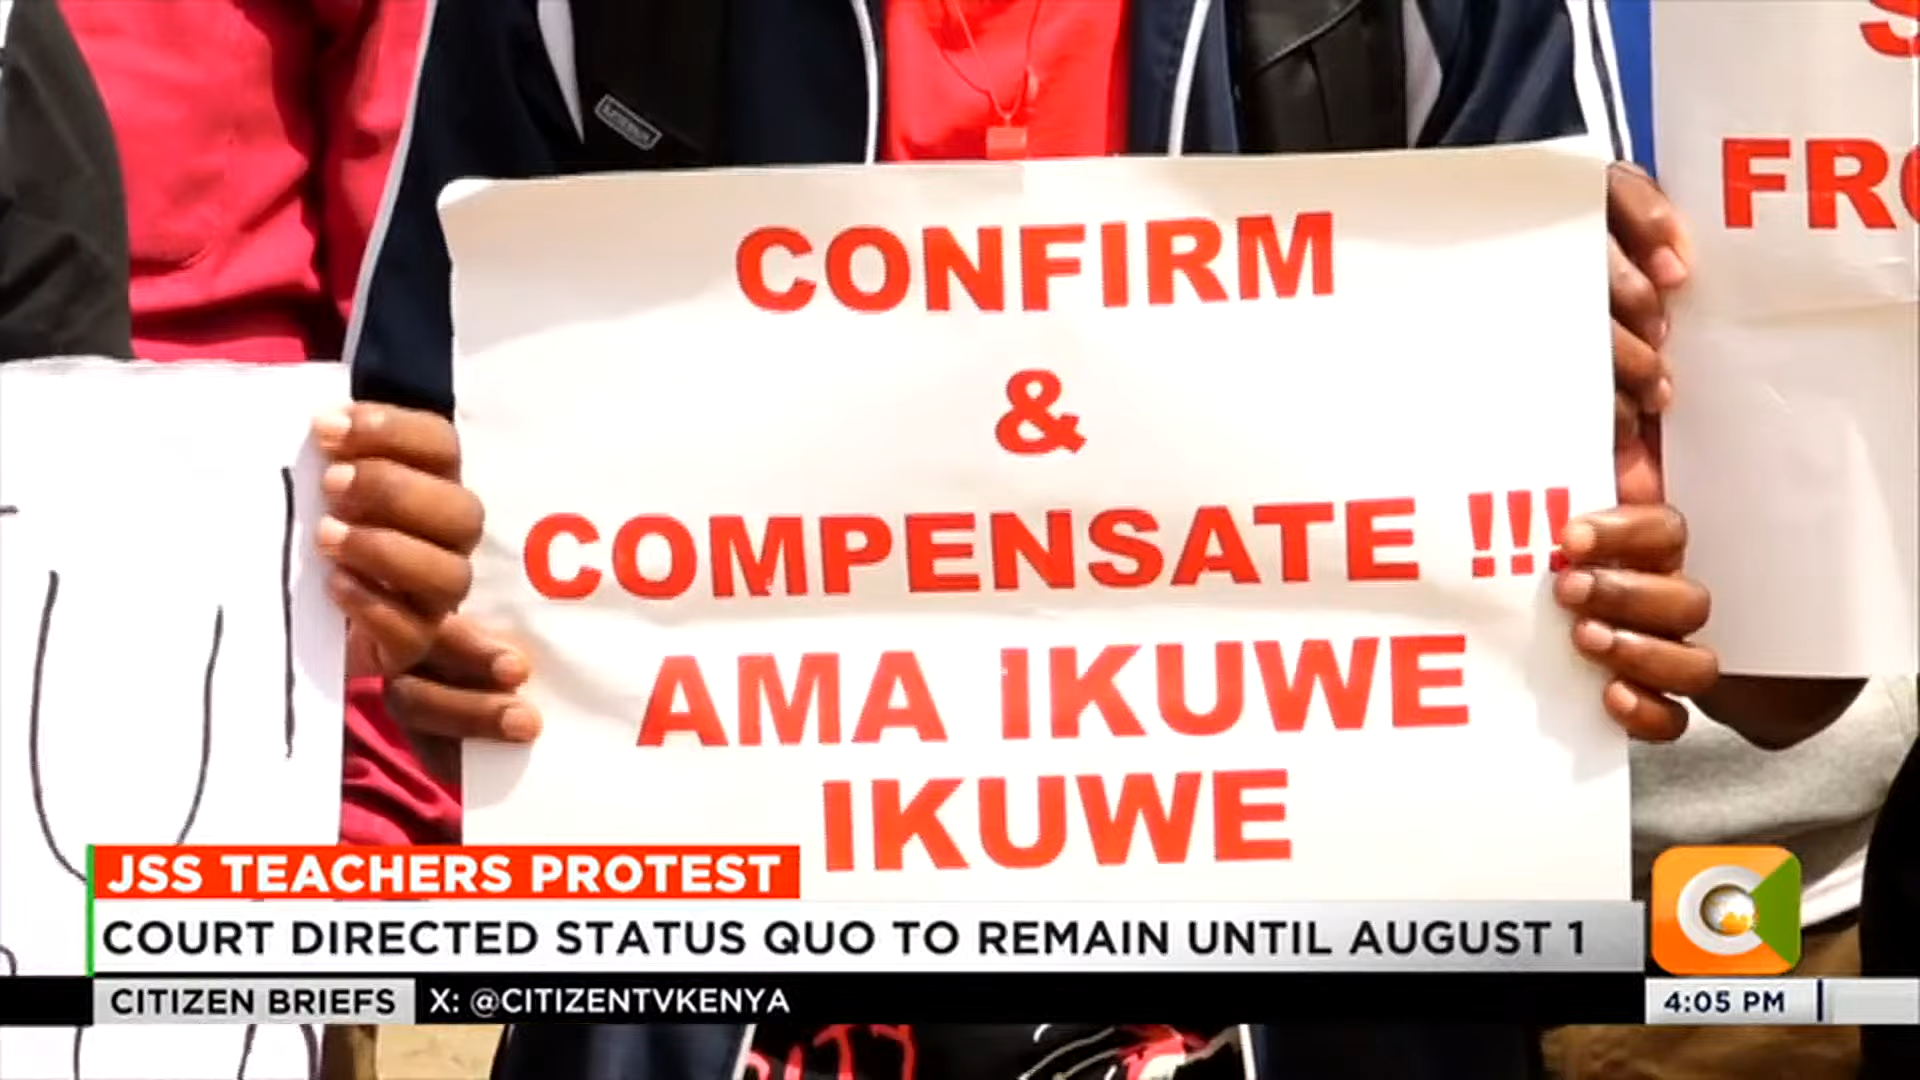 CONFIRM
&
COMPENSATE !!!
AMA IKUWE
IKUWE
FRO
JSS TEACHERS PROTEST
COURT DIRECTED STATUS QUO TO REMAIN UNTIL AUGUST 1
CITIZEN BRIEFS X: @CITIZENTVKENYA
4:05 PM